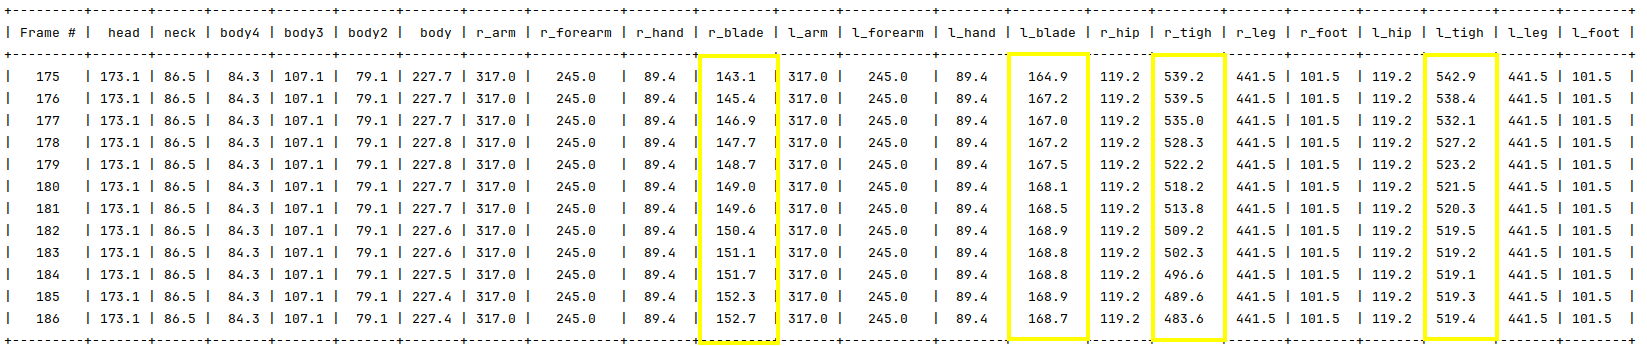 | Frame # | head | neck | body4 | body3 | body2 | body | r_arm | r_forearm | r_hand | r_blade | l_arm | l_forearm | l_hand | l_blade | r_hip | r_tigh | r_leg | r_foot | l_hip | l_tigh | l_leg | l_foot |
| 175 | 173.1 | 86.5 | 84.3 | 107.1 | 79.1 | 227.7 | 317.0 | 245.0 | 89.4 | 143.1 | 317.0 | 245.0 | 89.4 | 164.9 | 119.2 | 539.2 | 441.5 | 101.5 | 119.2 | 542.9 | 441.5 | 101.5 |
| 176 | 173.1 | 86.5 | 84.3 | 107.1 | 79.1 | 227.7 | 317.0 | 245.0 | 89.4 | 145.4 | 317.0 | 245.0 | 89.4 | 167.2 | 119.2 | 539.5 | 441.5 | 101.5 | 119.2 | 538.4 | 441.5 | 101.5 |
| 177 | 173.1 | 86.5 | 84.3 | 107.1 | 79.1 | 227.7 | 317.0 | 245.0 | 89.4 | 146.9 | 317.0 | 245.0 | 89.4 | 167.0 | 119.2 | 535.0 | 441.5 | 101.5 | 119.2 | 532.1 | 441.5 | 101.5 |
| 178 | 173.1 | 86.5 | 84.3 | 107.1 | 79.1 | 227.8 | 317.0 | 245.0 | 89.4 | 147.7 | 317.0 | 245.0 | 89.4 | 167.2 | 119.2 | 528.3 | 441.5 | 101.5 | 119.2 | 527.2 | 441.5 | 101.5 |
| 179 | 173.1 | 86.5 | 84.3 | 107.1 | 79.1 | 227.8 | 317.0 | 245.0 | 89.4 | 148.7 | 317.0 | 245.0 | 89.4 | 167.5 | 119.2 | 522.2 | 441.5 | 101.5 | 119.2 | 523.2 | 441.5 | 101.5 |
| 180 | 173.1 | 86.5 | 84.3 | 107.1 | 79.1 | 227.7 | 317.0 | 245.0 | 89.4 | 149.0 | 317.0 | 245.0 | 89.4 | 168.1 | 119.2 | 518.2 | 441.5 | 101.5 | 119.2 | 521.5 | 441.5 | 101.5 |
| 181 | 173.1 | 86.5 | 84.3 | 107.1 | 79.1 | 227.7 | 317.0 | 245.0 | 89.4 | 149.6 | 317.0 | 245.0 | 89.4 | 168.5 | 119.2 | 513.8 | 441.5 | 101.5 | 119.2 | 520.3 | 441.5 | 101.5 |
| 182 | 173.1 | 86.5 | 84.3 | 107.1 | 79.1 | 227.6 | 317.0 | 245.0 | 89.4 | 150.4 | 317.0 | 245.0 | 89.4 | 168.9 | 119.2 | 509.2 | 441.5 | 101.5 | 119.2 | 519.5 | 441.5 | 101.5 |
| 183 | 173.1 | 86.5 | 84.3 | 107.1 | 79.1 | 227.6 | 317.0 | 245.0 | 89.4 | 151.1 | 317.0 | 245.0 | 89.4 | 168.8 | 119.2 | 502.3 | 441.5 | 101.5 | 119.2 | 519.2 | 441.5 | 101.5 |
| 184 | 173.1 | 86.5 | 84.3 | 107.1 | 79.1 | 227.5 | 317.0 | 245.0 | 89.4 | 151.7 | 317.0 | 245.0 | 89.4 | 168.8 | 119.2 | 496.6 | 441.5 | 101.5 | 119.2 | 519.1 | 441.5 | 101.5 |
| 185 | 173.1 | 86.5 | 84.3 | 107.1 | 79.1 | 227.4 | 317.0 | 245.0 | 89.4 | 152.3 | 317.0 | 245.0 | 89.4 | 168.9 | 119.2 | 489.6 | 441.5 | 101.5 | 119.2 | 519.3 | 441.5 | 101.5 |
| 186 | 173.1 | 86.5 | 84.3 | 107.1 | 79.1 | 227.4 | 317.0 | 245.0 | 89.4 | 152.7 | 317.0 | 245.0 | 89.4 | 168.7 | 119.2 | 483.6 | 441.5 | 101.5 | 119.2 | 519.4 | 441.5 | 101.5 |